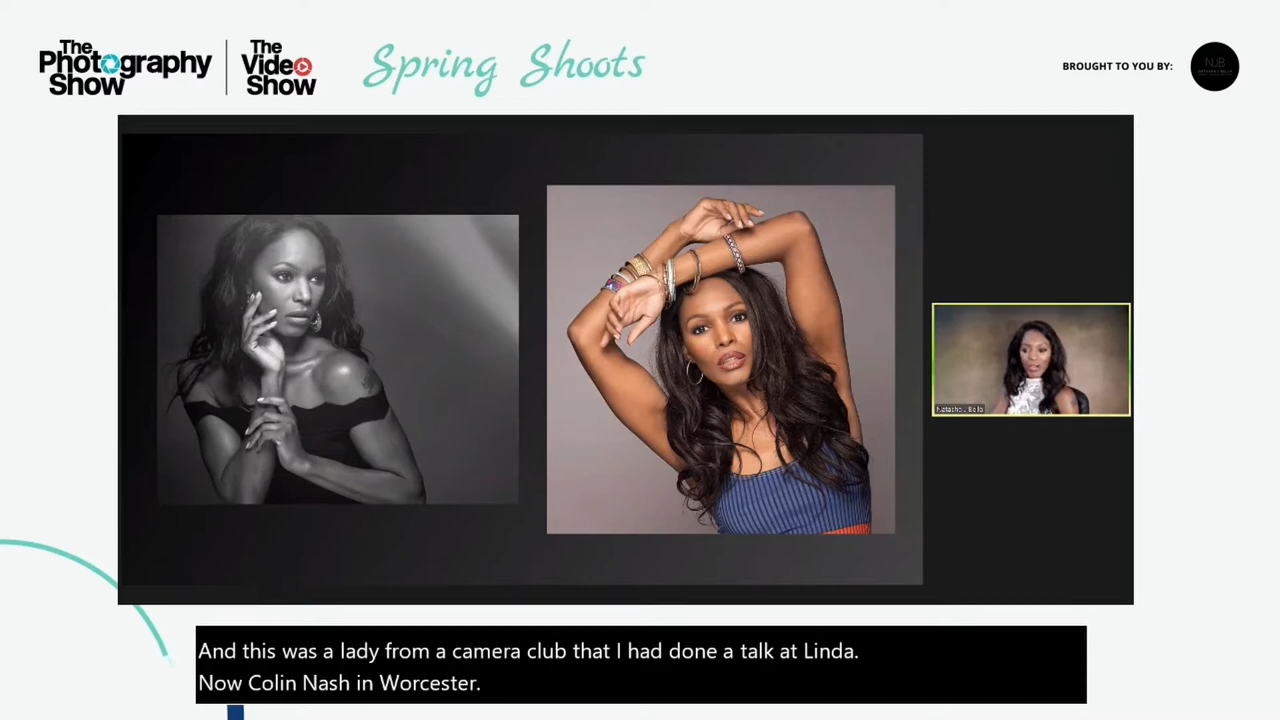 The
Photography
Show
The
Video
Show
Spring Shoots
BROUGHT TO YOU BY:
NJB
And this was a lady from a camera club that I had done a talk at Linda.
Now Colin Nash in Worcester.